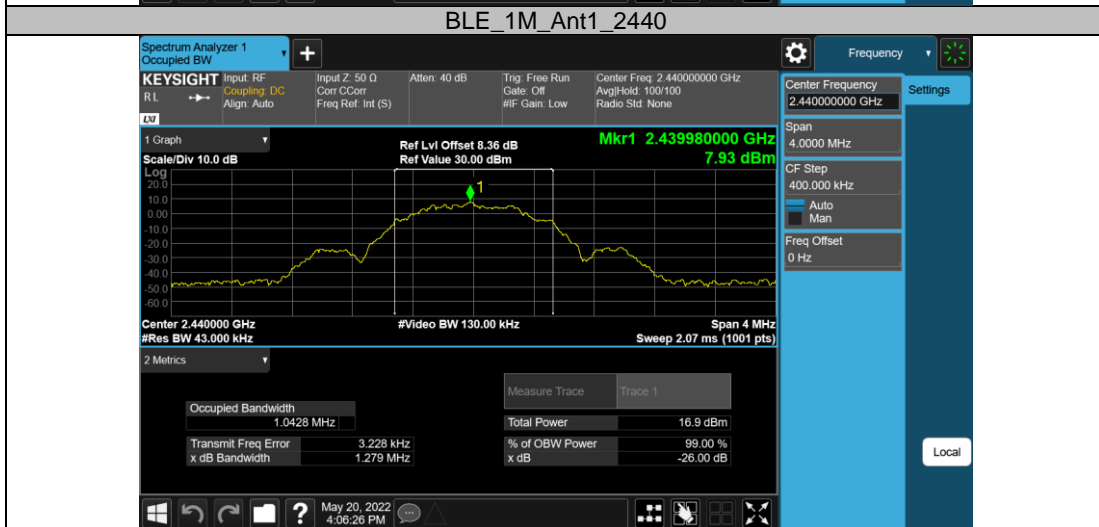 BLE_1M_Ant1_2440
Spectrum Analyzer 1
Occupied BW
Frequency
KEYSIGHT
RL
LXI
Input: RF
Coupling: DC
Align: Auto
Input Z: 50 Ω
Corr CCorr
Freq Ref: Int (S)
Atten: 40 dB
Trig: Free Run
Gate: Off
#IF Gain: Low
Center Freq: 2.440000000 GHz
Avg|Hold: 100/100
Radio Std: None
Center Frequency
2.440000000 GHz
Settings
Span
4.0000 MHz
CF Step
400.000 kHz
Auto
Man
Freq Offset
0 Hz
1 Graph
Scale/Div 10.0 dB
Ref Lvl Offset 8.36 dB
Ref Value 30.00 dBm
Mkr1 2.439980000 GHz
7.93 dBm
Log
20.0
10.0
0.00
-10.0
-20.0
-30.0
-40.0
-50.0
-60.0
1
Center 2.440000 GHz
#Res BW 43.000 kHz
#Video BW 130.00 kHz
Span 4 MHz
Sweep 2.07 ms (1001 pts)
2 Metrics
Measure Trace
Trace 1
Occupied Bandwidth
1.0428 MHz
Total Power
16.9 dBm
Transmit Freq Error
3.228 kHz
% of OBW Power
99.00 %
x dB Bandwidth
1.279 MHz
x dB
-26.00 dB
Local
?
May 20, 2022
4:06:26 PM